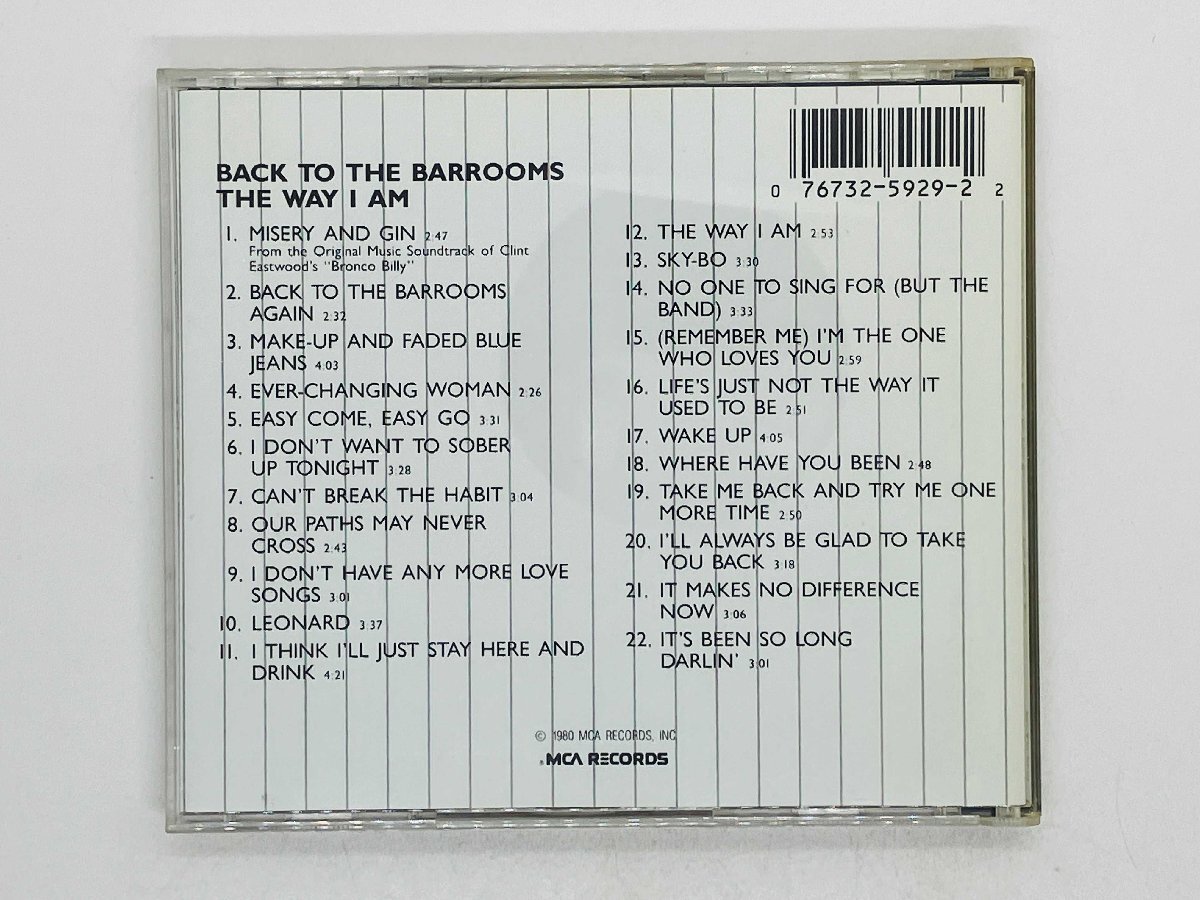 BACK TO THE BARROOMS
THE WAY I AM
1. MISERY AND GIN 2:47
From the Original Music Soundtrack of Clint
Eastwood's "Bronco Billy"
2. BACK TO THE BARROOMS
AGAIN 2:32
3. MAKE-UP AND FADED BLUE
JEANS 4:03
4. EVER-CHANGING WOMAN 2:26
5. EASY COME, EASY GO 3:31
6. I DON'T WANT TO SOBER
UP TONIGHT 3:28
7. CAN'T BREAK THE HABIT 3:04
8. OUR PATHS MAY NEVER
CROSS 2:43
9. I DON'T HAVE ANY MORE LOVE
SONGS 3:01
10. LEONARD 3:37
11. I THINK I'LL JUST STAY HERE AND
DRINK 4:21
0 76732-5929-2 2
12. THE WAY I AM 2:53
13. SKY-BO 3:30
14. NO ONE TO SING FOR (BUT THE
BAND) 3:33
15. (REMEMBER ME) I'M THE ONE
WHO LOVES YOU 2:59
16. LIFE'S JUST NOT THE WAY IT
USED TO BE 2:51
17. WAKE UP 4:05
18. WHERE HAVE YOU BEEN 2:48
19. TAKE ME BACK AND TRY ME ONE
MORE TIME 2:50
20. I'LL ALWAYS BE GLAD TO TAKE
YOU BACK 3:18
21. IT MAKES NO DIFFERENCE
NOW 3:06
22. IT'S BEEN SO LONG
DARLIN' 3:01
© 1980 MCA RECORDS, INC
MCA RECORDS